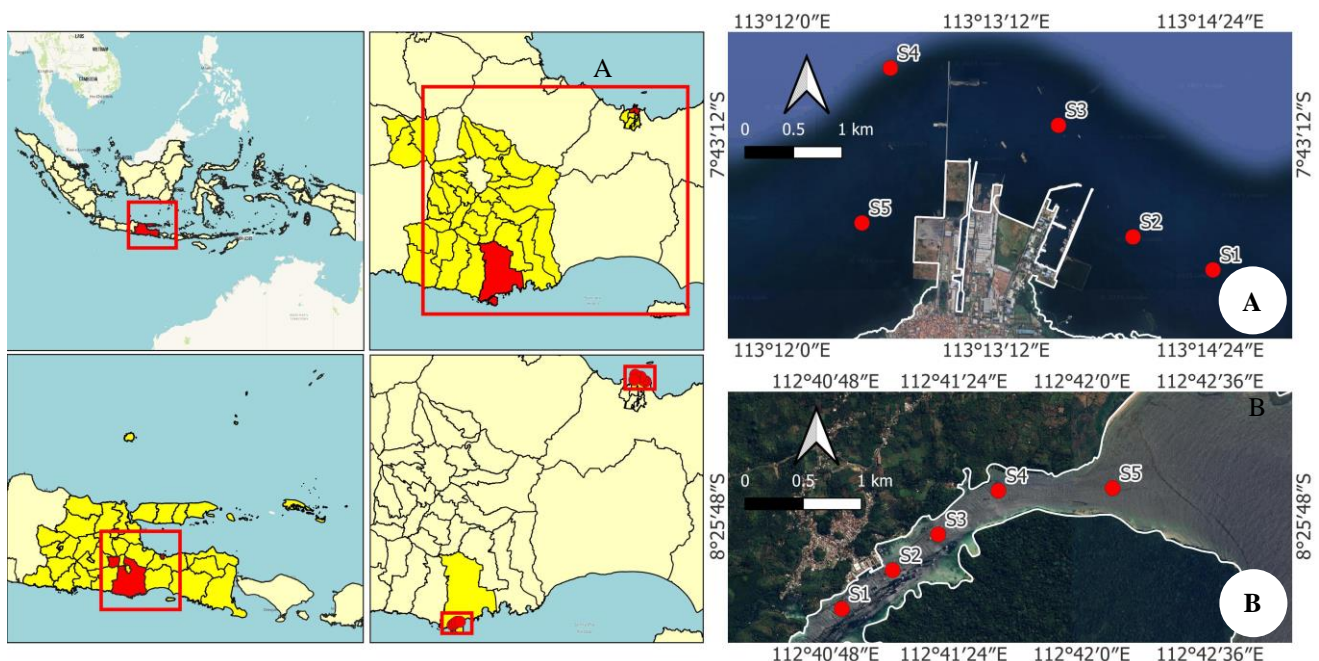 LAOS
VIETNAM
CAMBODIA
A
113°12′0″E 113°13′12″E 113°14′24″E
S4
S3
0 0.5 1 km
7°43′12″S
7°43′12″S
S5
S2
S1
A
113°12′0″E 113°13′12″E 113°14′24″E
112°40′48″E 112°41′24″E 112°42′0″E 112°42′36″E
B
0 0.5 1 km
S4
S5
8°25′48″S
8°25′48″S
S3
S2
S1
B
112°40′48″E 112°41′24″E 112°42′0″E 112°42′36″E